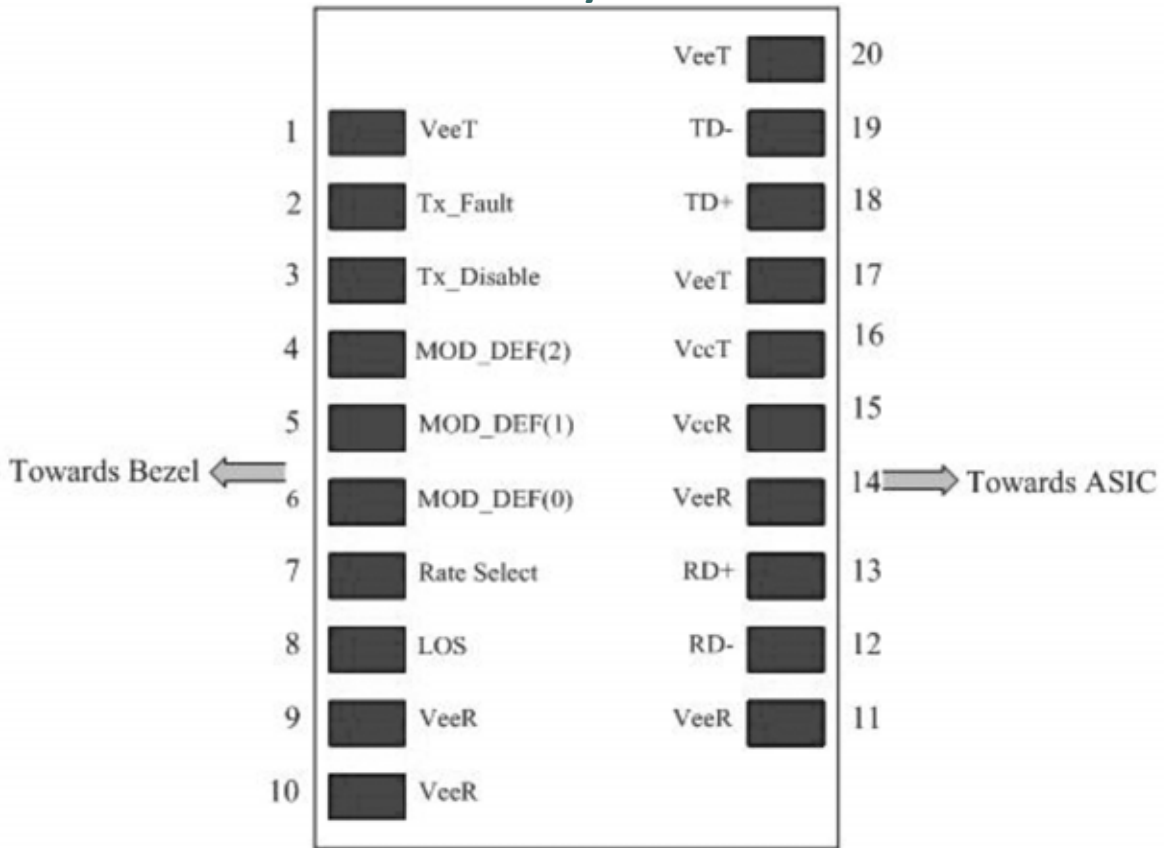 VeeT 20
1 VeeT TD- 19
2 Tx_Fault TD+ 18
3 Tx_Disable VeeT 17
4 MOD_DEF(2) VccT 16
5 MOD_DEF(1) VccR 15
Towards Bezel
6 MOD_DEF(0) VeeR 14 Towards ASIC
7 Rate Select RD+ 13
8 LOS RD- 12
9 VeeR VeeR 11
10 VeeR